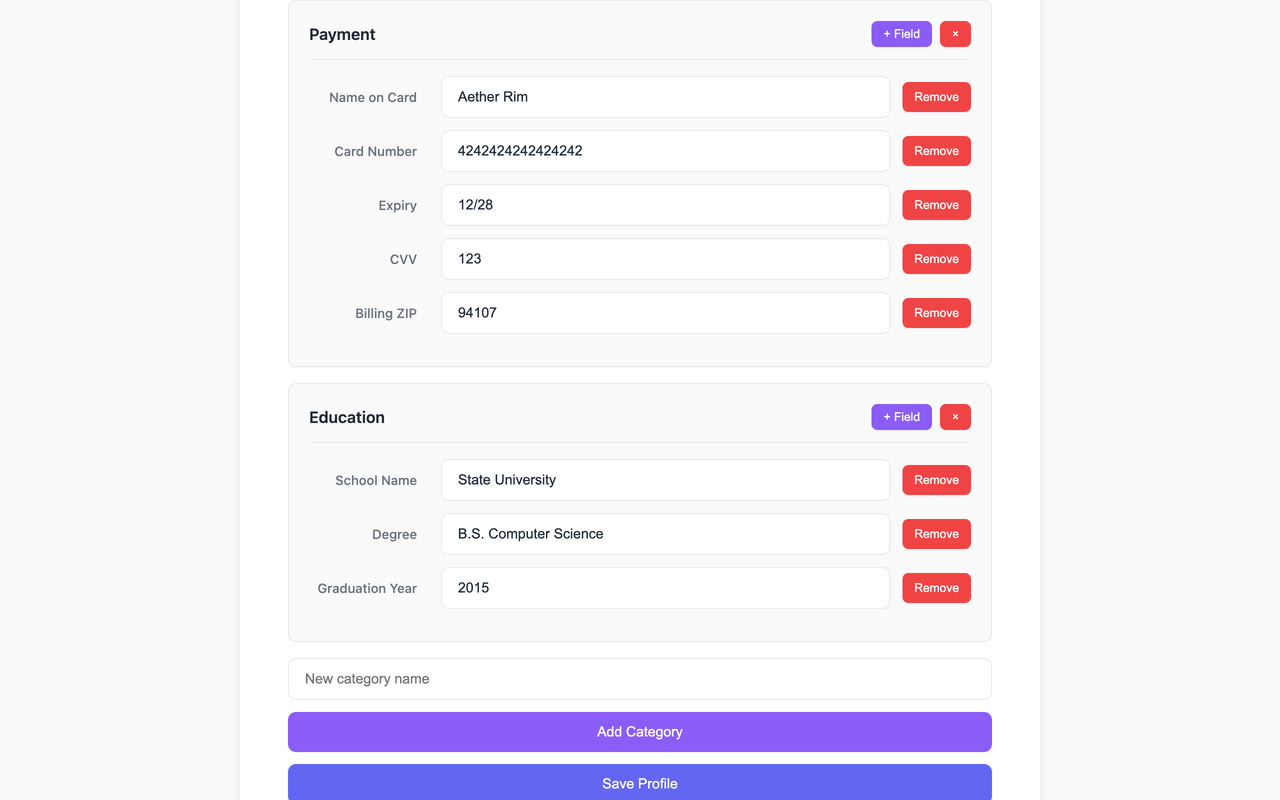 Payment
+ Field
×
Name on Card
Aether Rim
Remove
Card Number
4242424242424242
Remove
Expiry
12/28
Remove
CVV
123
Remove
Billing ZIP
94107
Remove
Education
+ Field
×
School Name
State University
Remove
Degree
B.S. Computer Science
Remove
Graduation Year
2015
Remove
New category name
Add Category
Save Profile